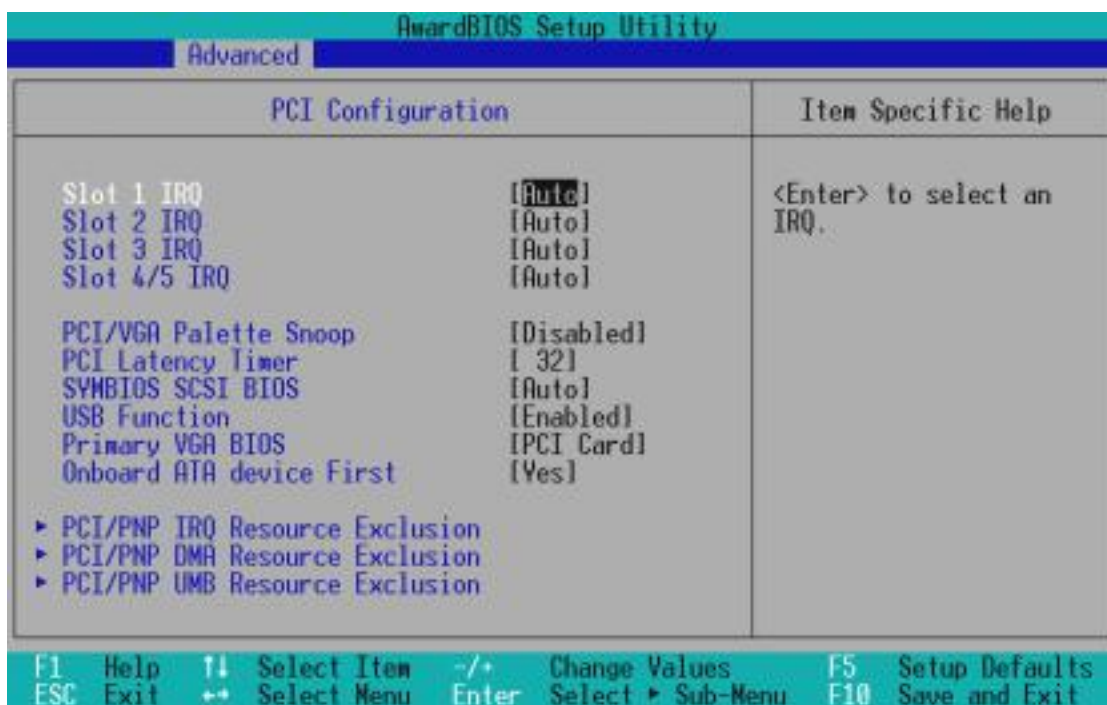 AwardBIOS Setup Utility
Advanced
PCI Configuration
Item Specific Help
Slot 1 IRQ [Auto]
Slot 2 IRQ [Auto]
Slot 3 IRQ [Auto]
Slot 4/5 IRQ [Auto]
PCI/VGA Palette Snoop [Disabled]
PCI Latency Timer [ 32]
SYMBIOS SCSI BIOS [Auto]
USB Function [Enabled]
Primary VGA BIOS [PCI Card]
Onboard ATA device First [Yes]
▸ PCI/PNP IRQ Resource Exclusion
▸ PCI/PNP DMA Resource Exclusion
▸ PCI/PNP UMB Resource Exclusion
<Enter> to select an
IRQ.
F1 Help ↑↓ Select Item -/+ Change Values F5 Setup Defaults
ESC Exit ←→ Select Menu Enter Select ▸ Sub-Menu F10 Save and Exit